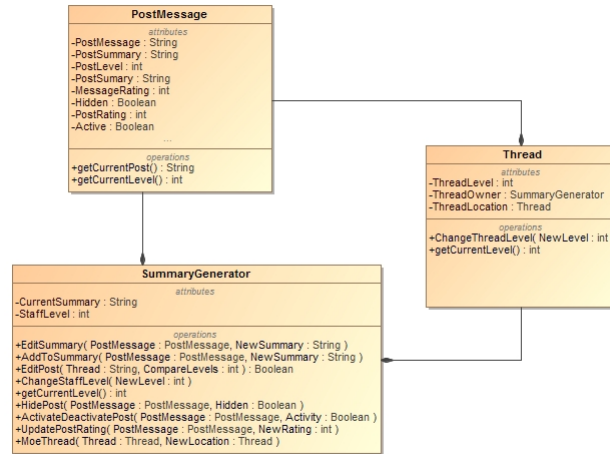 PostMessage
attributes
-PostMessage : String
-PostSummary : String
-PostLevel : int
-PostSumary : String
-MessageRating : int
-Hidden : Boolean
-PostRating : int
-Active : Boolean
...
operations
+getCurrentPost() : String
+getCurrentLevel() : int
Thread
attributes
-ThreadLevel : int
-ThreadOwner : SummaryGenerator
-ThreadLocation : Thread
operations
+ChangeThreadLevel( NewLevel : int
+getCurrentLevel() : int
SummaryGenerator
attributes
-CurrentSummary : String
-StaffLevel : int
operations
+EditSummary( PostMessage : PostMessage, NewSummary : String )
+AddToSummary( PostMessage : PostMessage, NewSummary : String )
+EditPost( Thread : String, CompareLevels : int ) : Boolean
+ChangeStaffLevel( NewLevel : int )
+getCurrentLevel() : int
+HidePost( PostMessage : PostMessage, Hidden : Boolean )
+ActivateDeactivatePost( PostMessage : PostMessage, Activity : Boolean )
+UpdatePostRating( PostMessage : PostMessage, NewRating : int )
+MoeThread( Thread : Thread, NewLocation : Thread )